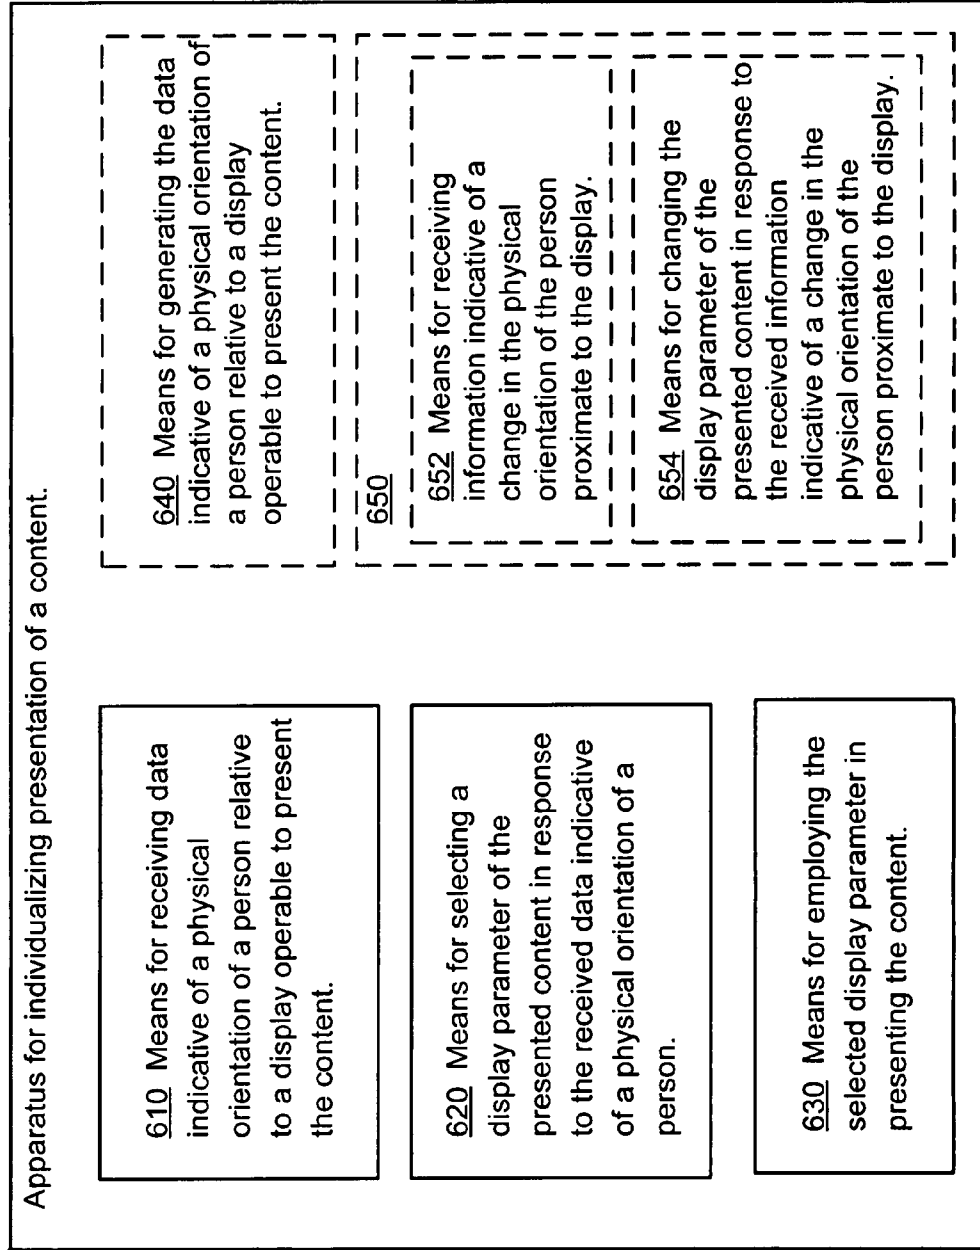 Apparatus for individualizing presentation of a content.
610 Means for receiving data
indicative of a physical
orientation of a person relative
to a display operable to present
the content.
620 Means for selecting a
display parameter of the
presented content in response
to the received data indicative
of a physical orientation of a
person.
630 Means for employing the
selected display parameter in
presenting the content.
640 Means for generating the data
indicative of a physical orientation of
a person relative to a display
operable to present the content.
650
652 Means for receiving
information indicative of a
change in the physical
orientation of the person
proximate to the display.
654 Means for changing the
display parameter of the
presented content in response to
the received information
indicative of a change in the
physical orientation of the
person proximate to the display.